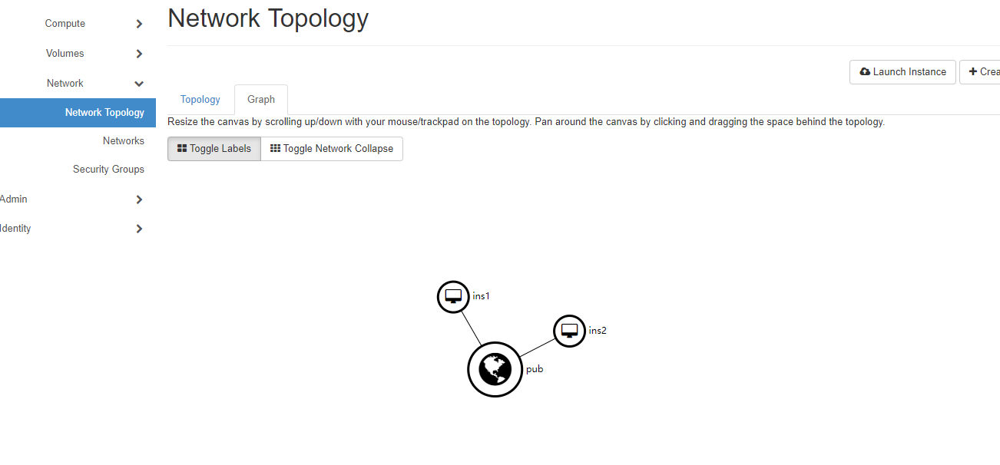 Compute
Volumes
Network
Network Topology
Networks
Security Groups
Admin
Identity
Network Topology
Launch Instance
Crea
Topology
Graph
Resize the canvas by scrolling up/down with your mouse/trackpad on the topology. Pan around the canvas by clicking and dragging the space behind the topology.
Toggle Labels
Toggle Network Collapse
ins1
ins2
pub